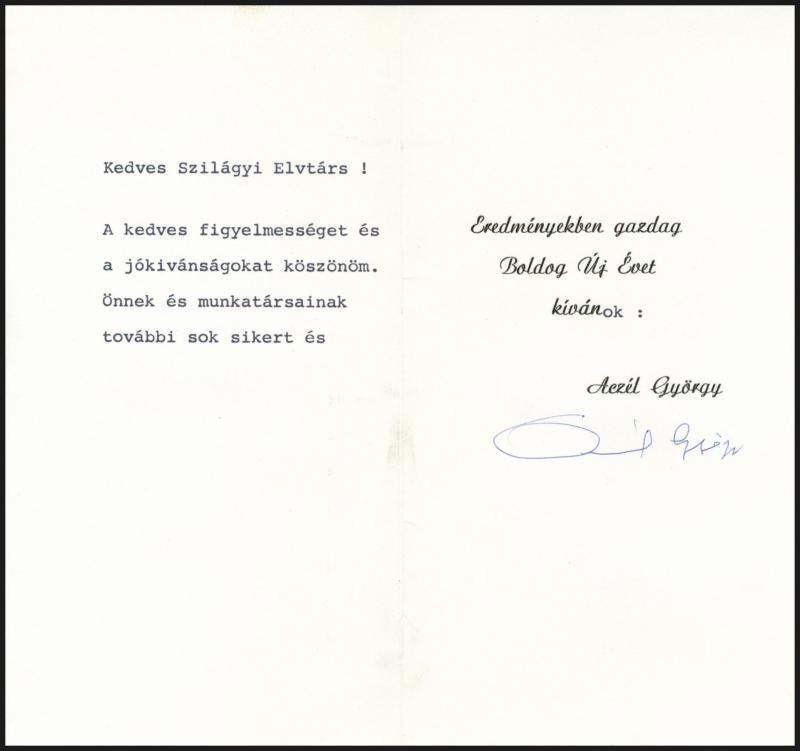 Kedves Szilágyi Elvtárs !
A kedves figyelmességet és
a jókivánságokat köszönöm.
Önnek és munkatársainak
további sok sikert és
Eredményekben gazdag
Boldog Új Évet
kívánok :
Aczél György